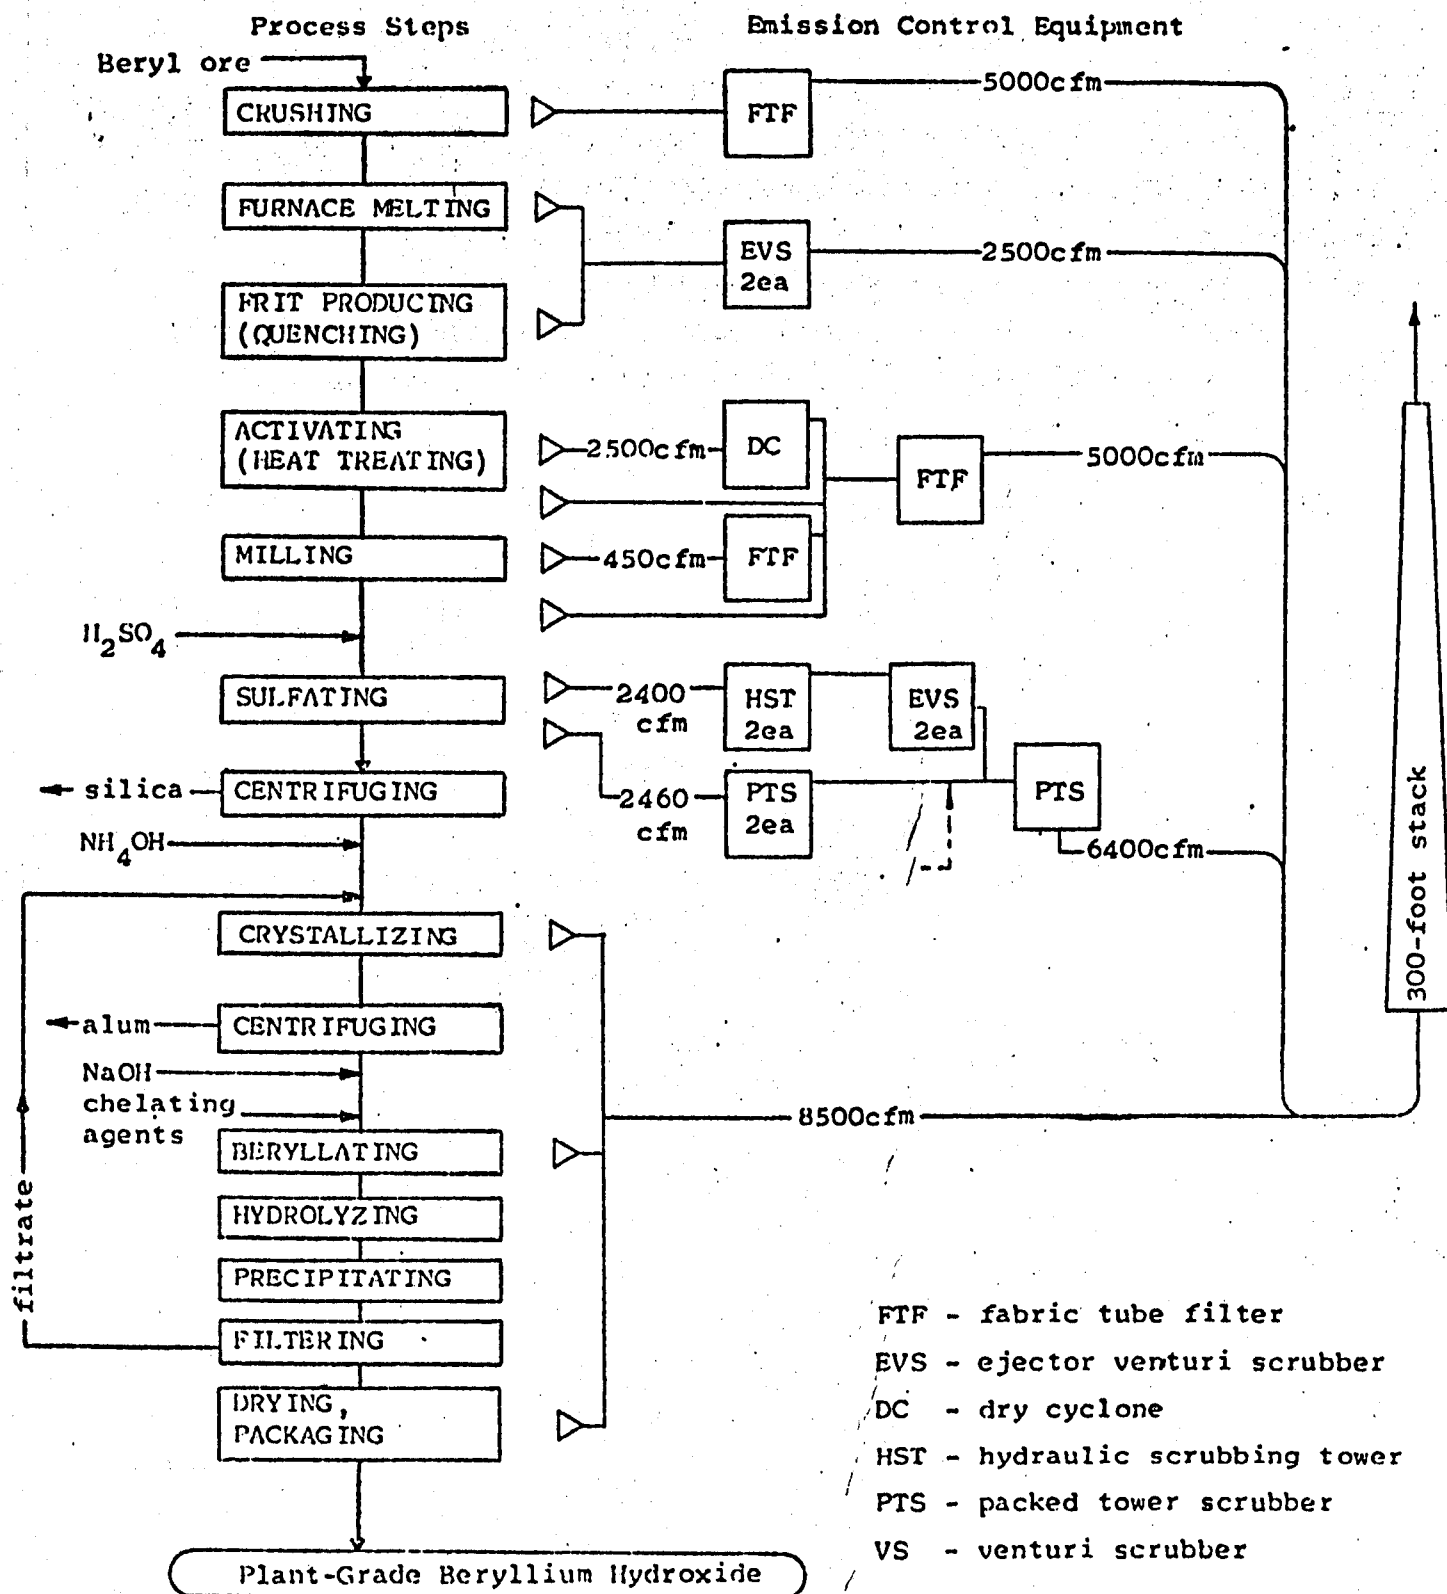 Process Steps
Emission Control Equipment
Beryl ore
CRUSHING
FTF
5000cfm
FURNACE MELTING
EVS
2ea
2500cfm
FRIT PRODUCING
(QUENCHING)
ACTIVATING
(HEAT TREATING)
2500cfm
DC
FTF
5000cfm
MILLING
450cfm
FTF
H2SO4
SULFATING
2400
cfm
HST
2ea
EVS
2ea
silica
CENTRIFUGING
2460
cfm
PTS
2ea
PTS
NH4OH
6400cfm
CRYSTALLIZING
300-foot stack
alum
CENTRIFUGING
NaOH
chelating
agents
8500cfm
BERYLLATING
HYDROLYZING
filtrate
PRECIPITATING
FILTERING
DRYING,
PACKAGING
Plant-Grade Beryllium Hydroxide
FTF - fabric tube filter
EVS - ejector venturi scrubber
DC - dry cyclone
HST - hydraulic scrubbing tower
PTS - packed tower scrubber
VS - venturi scrubber